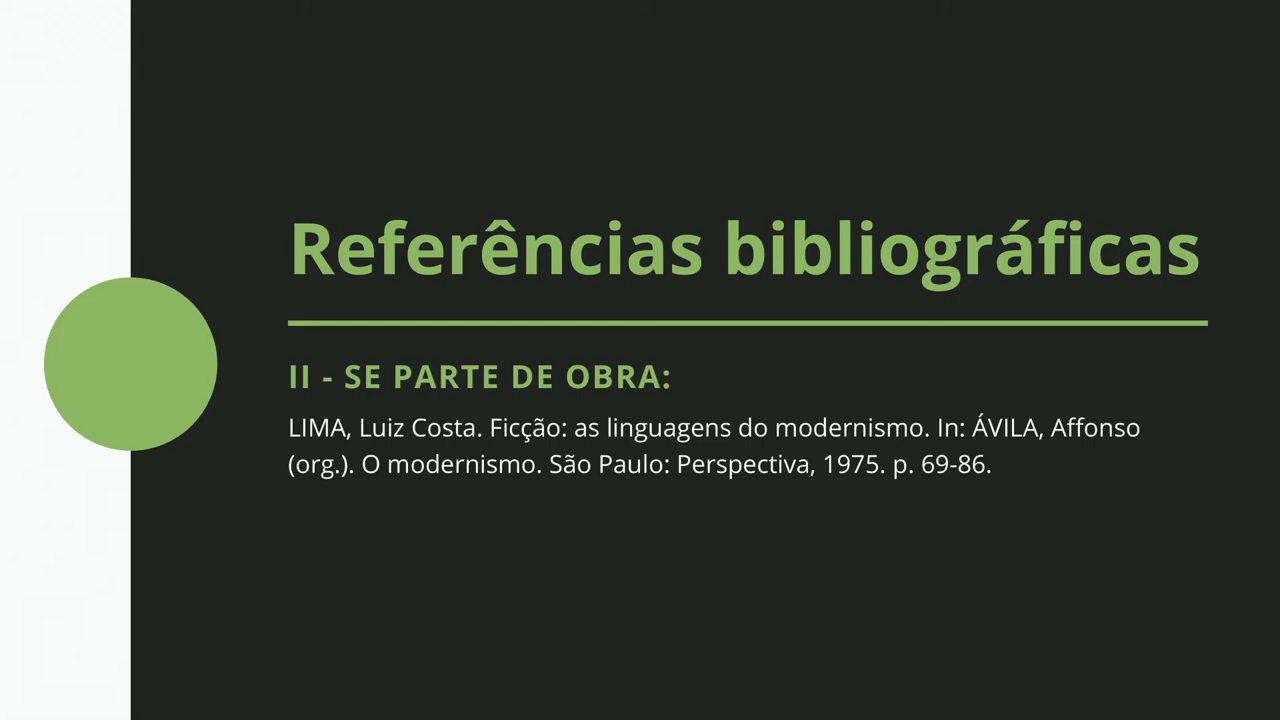 Referências bibliográficas
II - SE PARTE DE OBRA:
LIMA, Luiz Costa. Ficção: as linguagens do modernismo. In: ÁVILA, Affonso
(org.). O modernismo. São Paulo: Perspectiva, 1975. p. 69-86.